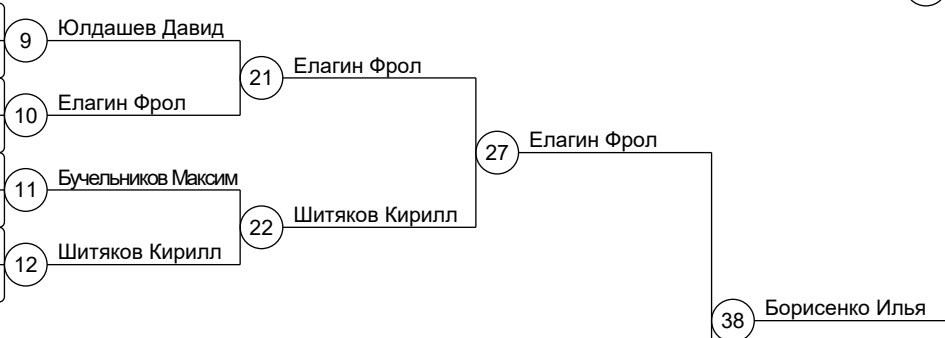 9 Юлдашев Давид
21 Елагин Фрол
10 Елагин Фрол
27 Елагин Фрол
11 Бучельников Максим
22 Шитяков Кирилл
12 Шитяков Кирилл
38 Борисенко Илья